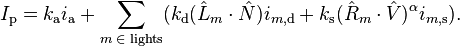 I_p = k_a i_a + \sum_{m \in \text{lights}} (k_d (\hat{L}_m \cdot \hat{N}) i_{m,d} + k_s (\hat{R}_m \cdot \hat{V})^\alpha i_{m,s}).